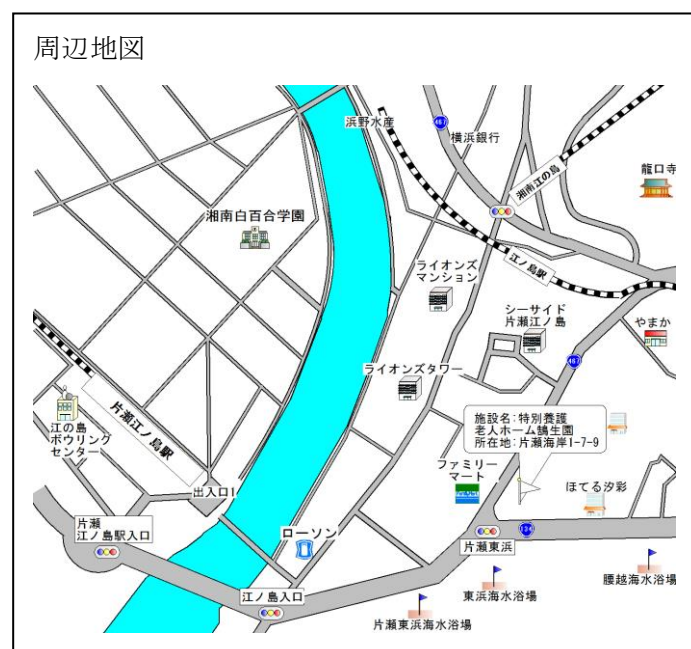 周辺地図
浜野水産
467
横浜銀行
湘南江の島
龍口寺
湘南白百合学園
江ノ島駅
ライオンズ
マンション
シーサイド
片瀬江ノ島
やまか
467
ライオンズタワー
片瀬江ノ島駅
江の島
ボウリング
センター
施設名:特別養護
老人ホーム鵠生園
所在地:片瀬海岸1-7-9
ファミリー
マート
ほてる汐彩
出入口1
片瀬
江ノ島駅入口
ローソン
134
片瀬東浜
江ノ島入口
腰越海水浴場
東浜海水浴場
片瀬東浜海水浴場